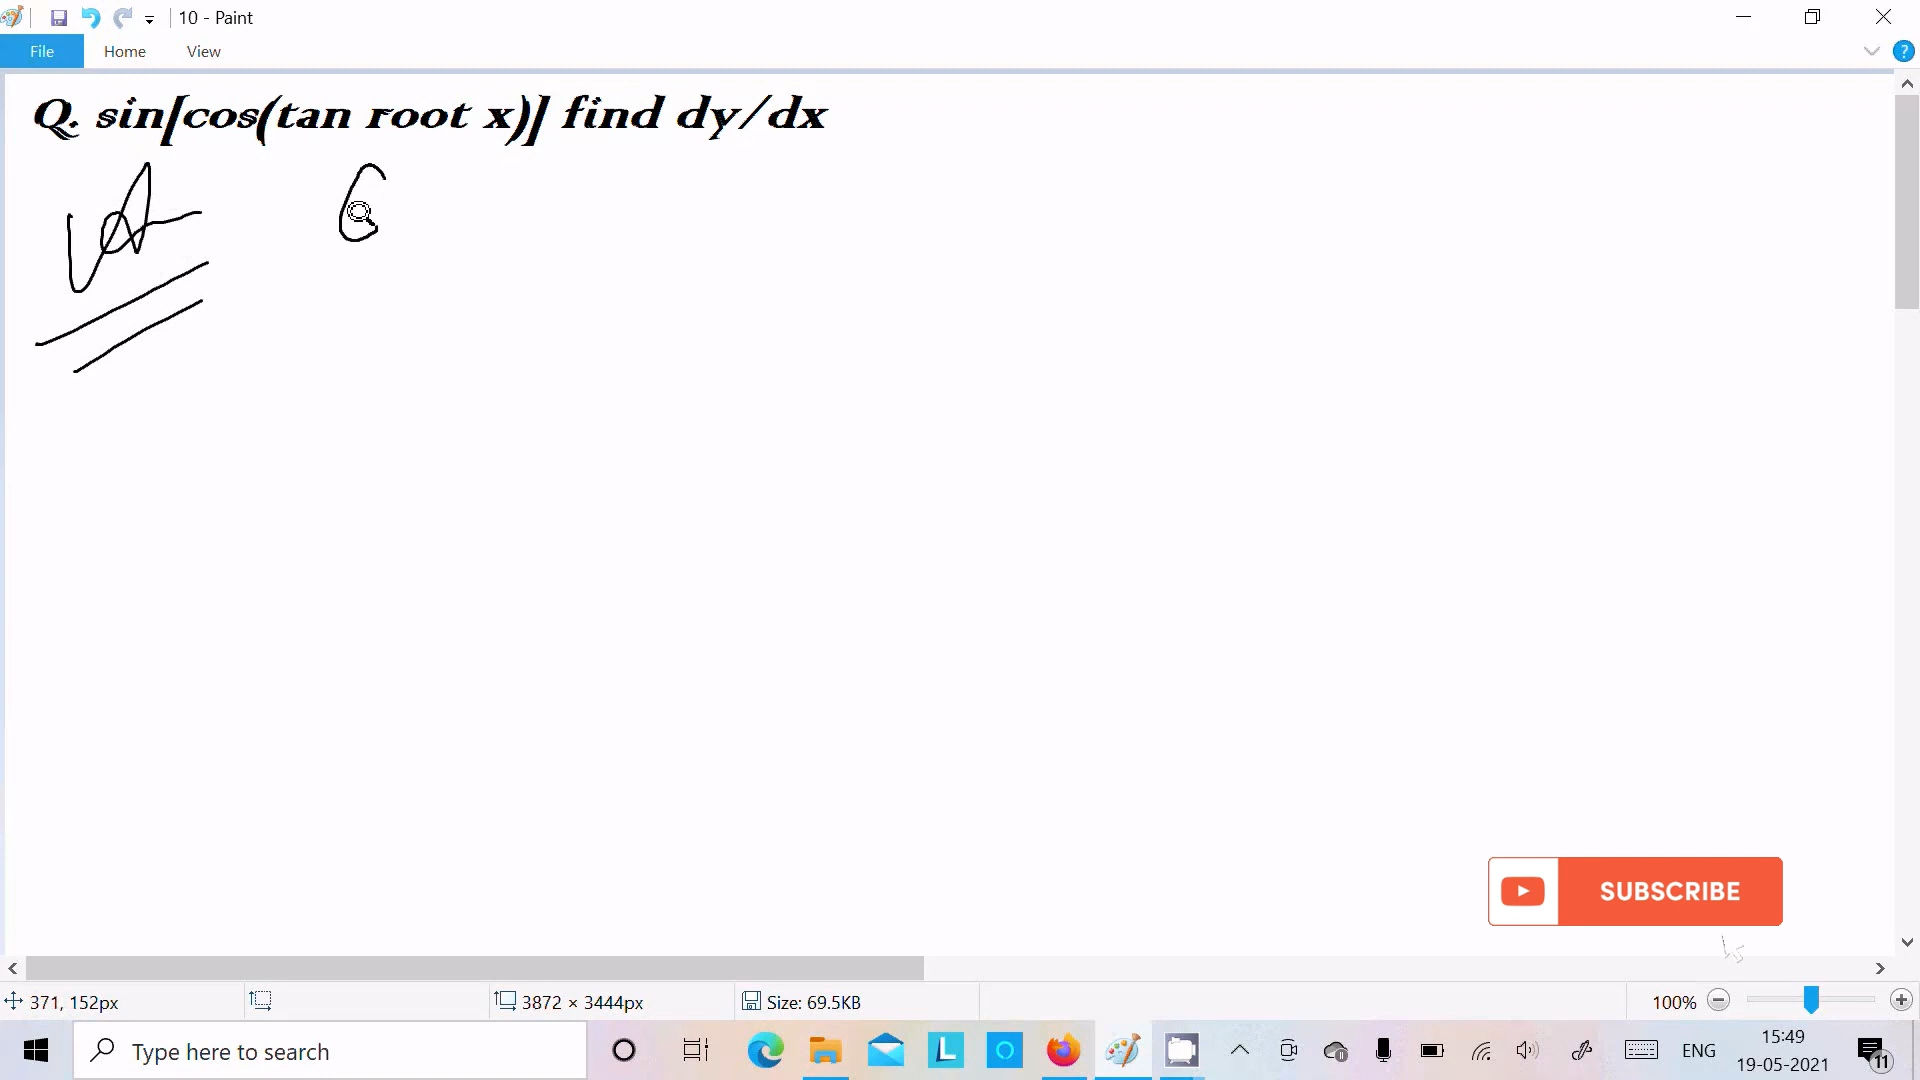 10 - Paint
File Home View
Q. sin[cos(tan root x)] find dy/dx
SUBSCRIBE
371, 152px 3872 × 3444px Size: 69.5KB 100%
Type here to search ENG 15:49
19-05-2021 11